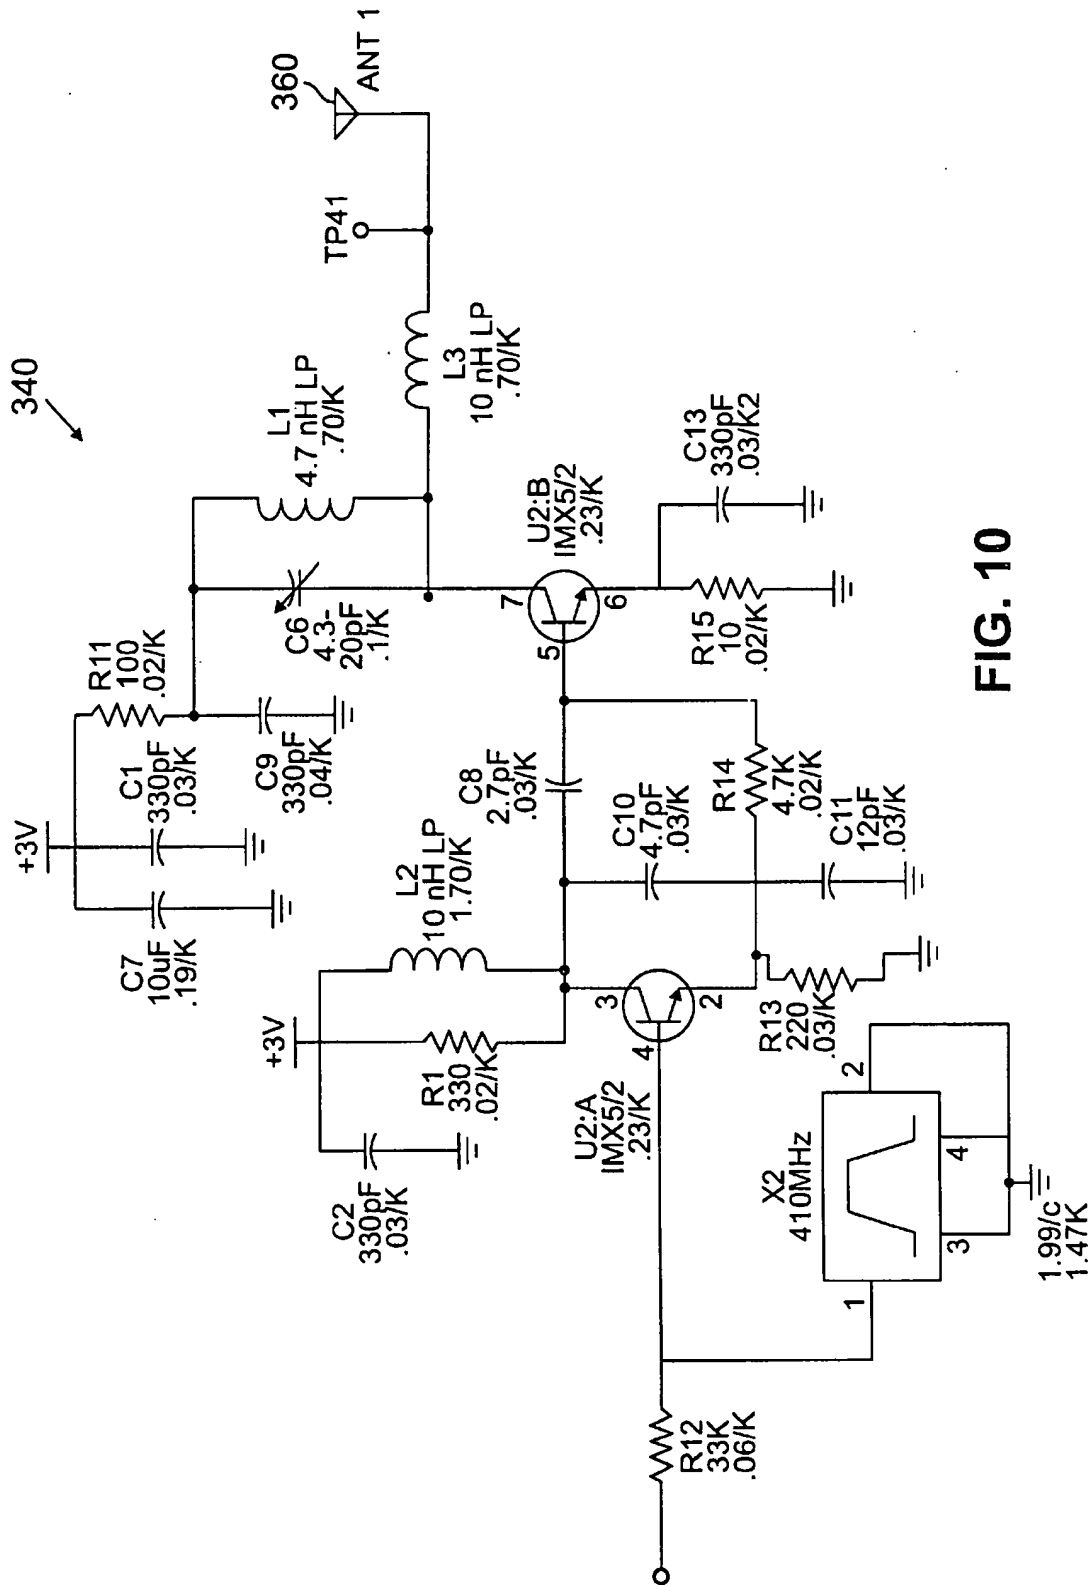 340
+3V
C7
10uF
.19/K
C1
330pF
.03/K
R11
100
.02/K
C9
330pF
.04/K
C6
4.3-
20pF
.1/K
L1
4.7 nH LP
.70/K
L3
10 nH LP
.70/K
TP41
360
ANT 1
+3V
C2
330pF
.03/K
R1
330
.02/K
L2
10 nH LP
1.70/K
C8
2.7pF
.03/K
C10
4.7pF
.03/K
R14
4.7K
.02/K
C11
12pF
.03/K
U2:B
IMX5/2
.23/K
5
7
6
R15
10
.02/K
C13
330pF
.03/K2
U2:A
IMX5/2
.23/K
4
3
2
R13
220
.03/K
R12
33K
.06/K
X2
410MHz
1
2
3
4
1.99/c
1.47K
FIG. 10